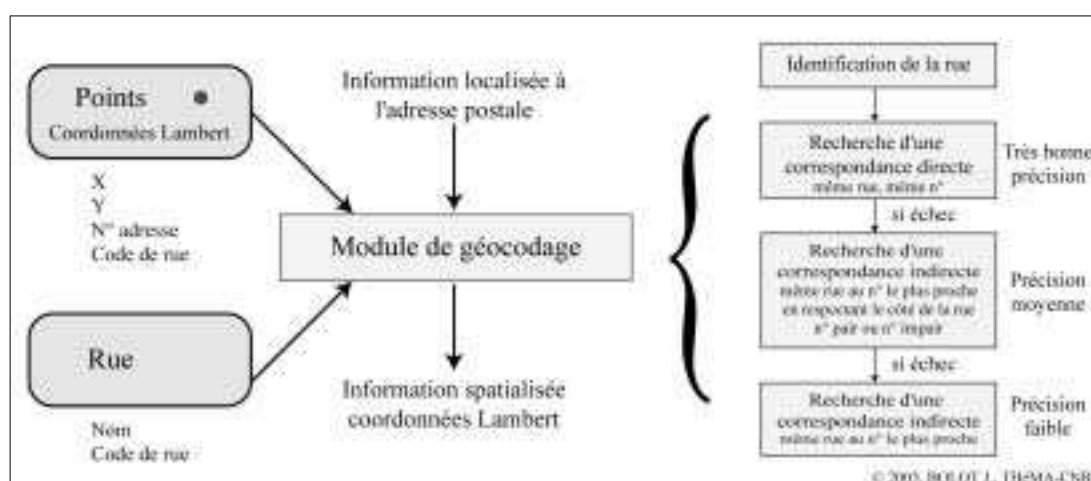 Points
Coordonnées Lambert
X
Y
N° adresse
Code de rue
Rue
Nom
Code de rue
Information localisée à
l'adresse postale
Module de géocodage
Information spatialisée
coordonnées Lambert
Identification de la rue
Recherche d'une
correspondance directe
même rue, même n°
Très bonne
précision
si échec
Recherche d'une
correspondance indirecte
même rue au n° le plus proche
en respectant le côté de la rue
n° pair ou n° impair
Précision
moyenne
si échec
Recherche d'une
correspondance indirecte
même rue au n° le plus proche
Précision
faible
© 2003, J., ThéMA-CNR